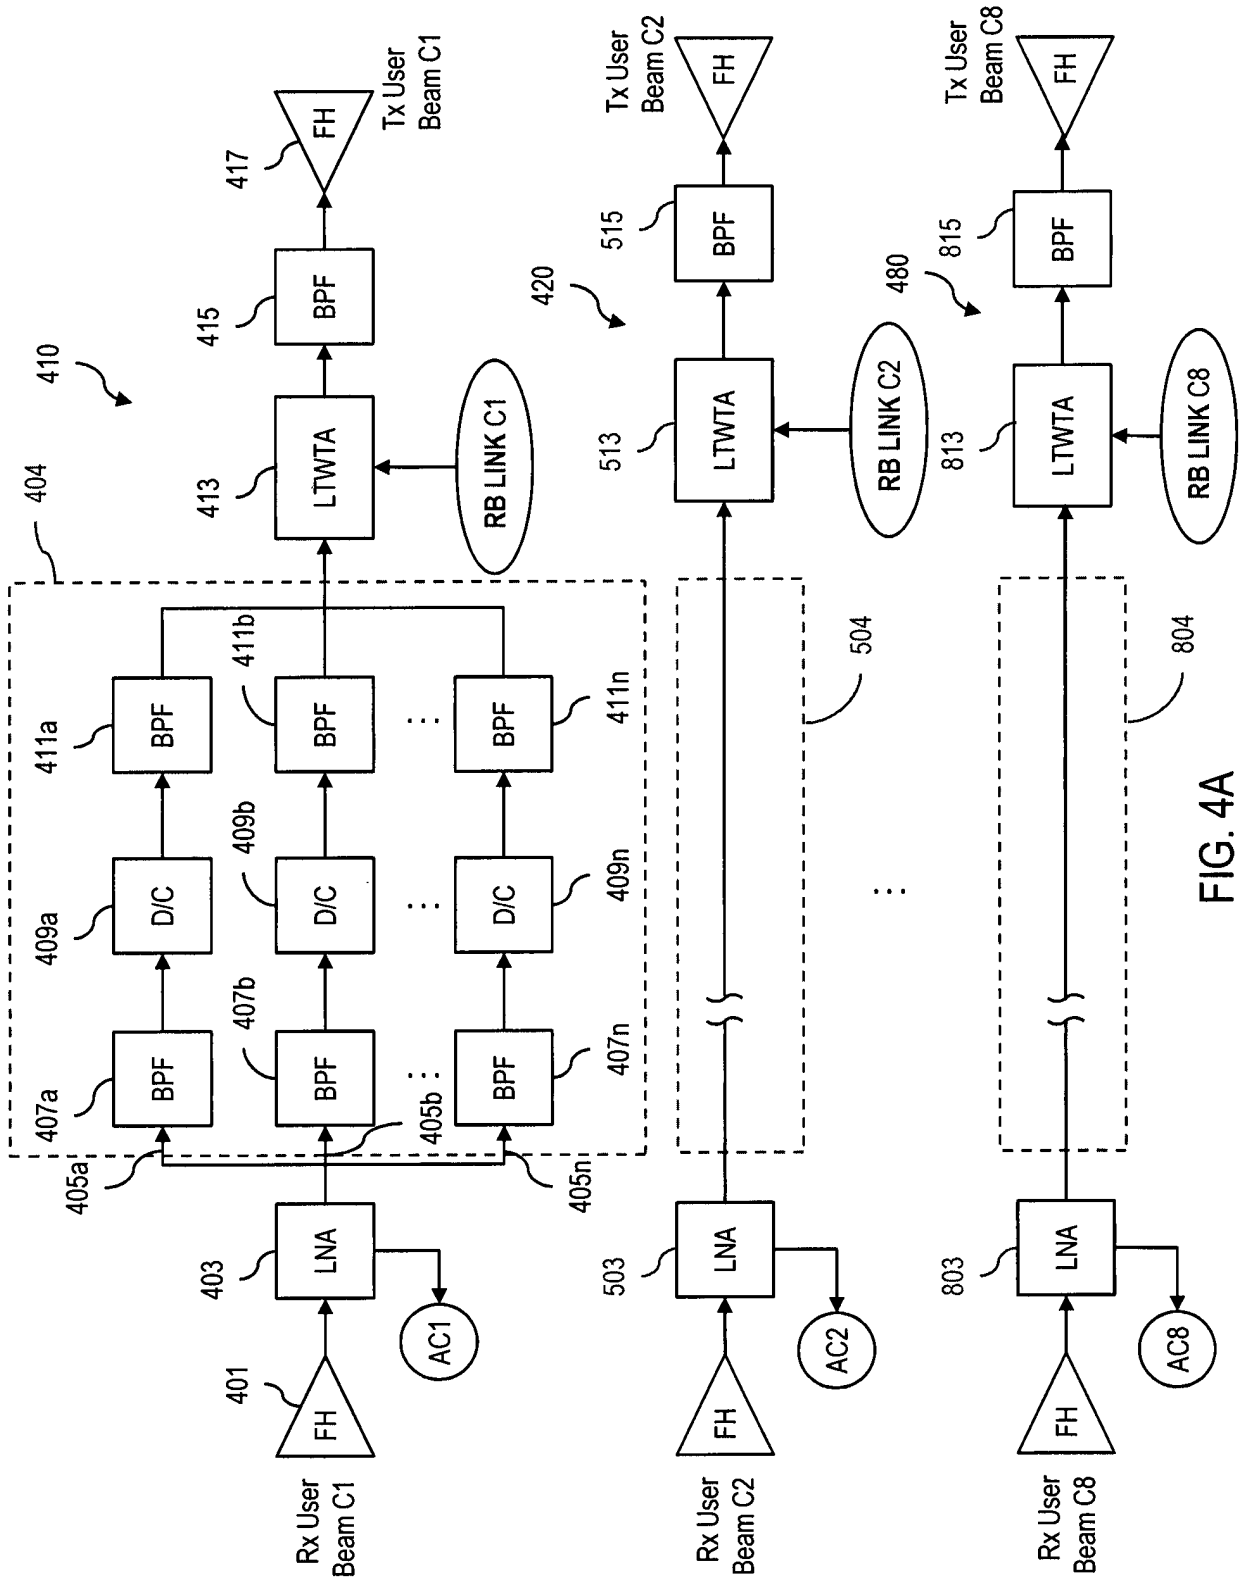 404
411a
BPF
409a
D/C
407a
BPF
405a
411b
BPF
409b
D/C
407b
BPF
405b
...
...
...
411n
BPF
409n
D/C
407n
BPF
405n
410
Rx User
Beam C1
FH
401
LNA
403
AC1
LTWTA
413
RB LINK C1
BPF
415
FH
417
Tx User
Beam C1
420
Rx User
Beam C2
FH
LNA
503
AC2
504
LTWTA
513
RB LINK C2
BPF
515
FH
Tx User
Beam C2
...
480
Rx User
Beam C8
FH
LNA
803
AC8
804
LTWTA
813
RB LINK C8
BPF
815
FH
Tx User
Beam C8
FIG. 4A